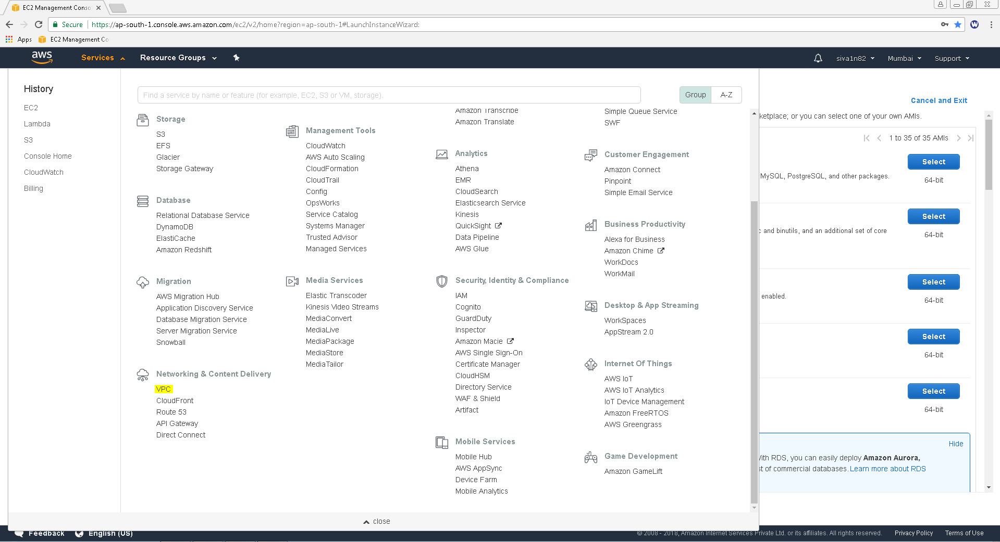 EC2 Management Conso
Secure
https://ap-south-1.console.aws.amazon.com/ec2/v2/home?region=ap-south-1#LaunchInstanceWizard:
Apps
EC2 Management Co
aws
Services
Resource Groups
siva1n82
Mumbai
Support
History
EC2
Lambda
S3
Console Home
CloudWatch
Billing
Find a service by name or feature (for example, EC2, S3 or VM, storage).
Group
A-Z
Storage
S3
EFS
Glacier
Storage Gateway
Database
Relational Database Service
DynamoDB
ElastiCache
Amazon Redshift
Migration
AWS Migration Hub
Application Discovery Service
Database Migration Service
Server Migration Service
Snowball
Networking & Content Delivery
VPC
CloudFront
Route 53
API Gateway
Direct Connect
Management Tools
CloudWatch
AWS Auto Scaling
CloudFormation
CloudTrail
Config
OpsWorks
Service Catalog
Systems Manager
Trusted Advisor
Managed Services
Media Services
Elastic Transcoder
Kinesis Video Streams
MediaConvert
MediaLive
MediaPackage
MediaStore
MediaTailor
Amazon Transcribe
Amazon Translate
Analytics
Athena
EMR
CloudSearch
Elasticsearch Service
Kinesis
QuickSight
Data Pipeline
AWS Glue
Security, Identity & Compliance
IAM
Cognito
GuardDuty
Inspector
Amazon Macie
AWS Single Sign-On
Certificate Manager
CloudHSM
Directory Service
WAF & Shield
Artifact
Mobile Services
Mobile Hub
AWS AppSync
Device Farm
Mobile Analytics
Simple Queue Service
SWF
Customer Engagement
Amazon Connect
Pinpoint
Simple Email Service
Business Productivity
Alexa for Business
Amazon Chime
WorkDocs
WorkMail
Desktop & App Streaming
WorkSpaces
AppStream 2.0
Internet Of Things
AWS IoT
AWS IoT Analytics
IoT Device Management
Amazon FreeRTOS
AWS Greengrass
Game Development
Amazon GameLift
close
Cancel and Exit
ketplace; or you can select one of your own AMIs.
1 to 35 of 35 AMIs
Select
MySQL, PostgreSQL, and other packages.
64-bit
Select
c and binutils, and an additional set of core
64-bit
Select
enabled.
64-bit
Select
64-bit
Select
64-bit
Hide
With RDS, you can easily deploy Amazon Aurora,
st of commercial databases. Learn more about RDS
Feedback
English (US)
© 2008 - 2018, Amazon Internet Services Private Ltd. or its affiliates. All rights reserved.
Privacy Policy
Terms of Use